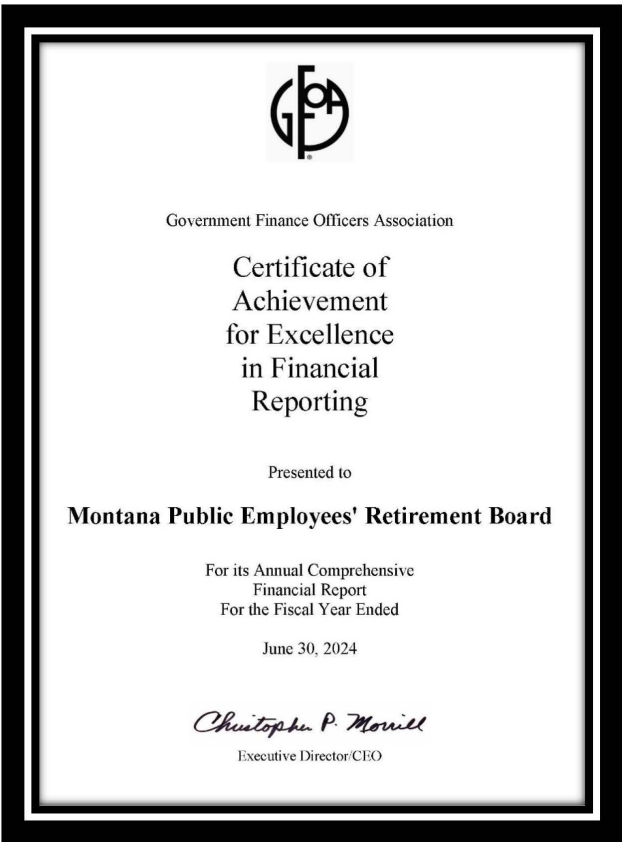 GFOA
®
Government Finance Officers Association
Certificate of
Achievement
for Excellence
in Financial
Reporting
Presented to
Montana Public Employees' Retirement Board
For its Annual Comprehensive
Financial Report
For the Fiscal Year Ended
June 30, 2024
Christopher P. Morrill
Executive Director/CEO